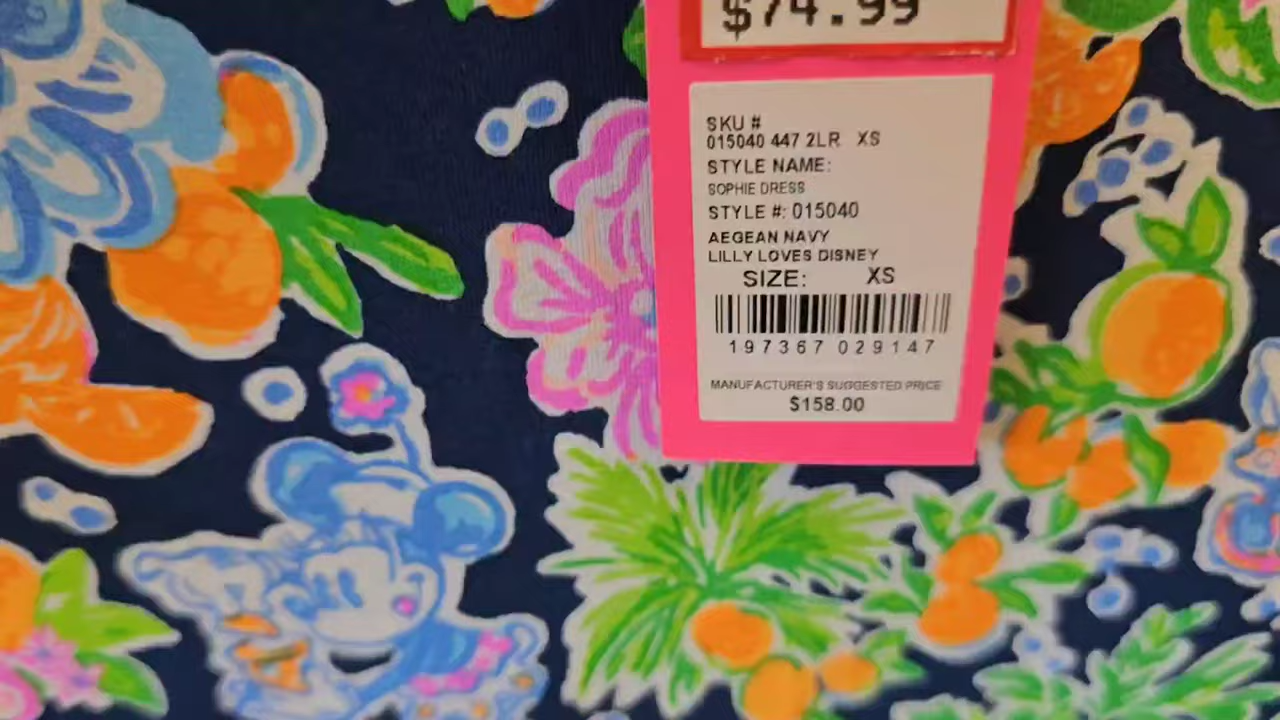 $74.99
SKU #
015040 447 2LR XS
STYLE NAME:
SOPHIE DRESS
STYLE #: 015040
AEGEAN NAVY
LILLY LOVES DISNEY
SIZE: XS
197367 029147
MANUFACTURER'S SUGGESTED PRICE
$158.00